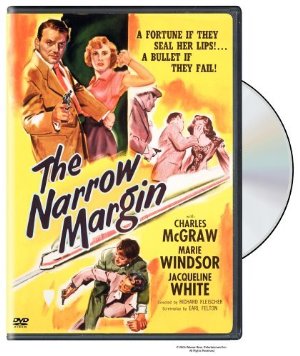 A FORTUNE IF THEY
SEAL HER LIPS!...
A BULLET IF
THEY FAIL!
The
Narrow
Margin
with
CHARLES
McGRAW
MARIE
WINDSOR
JACQUELINE
WHITE
Directed by RICHARD FLEISCHER
Screenplay by EARL FELTON
DVD